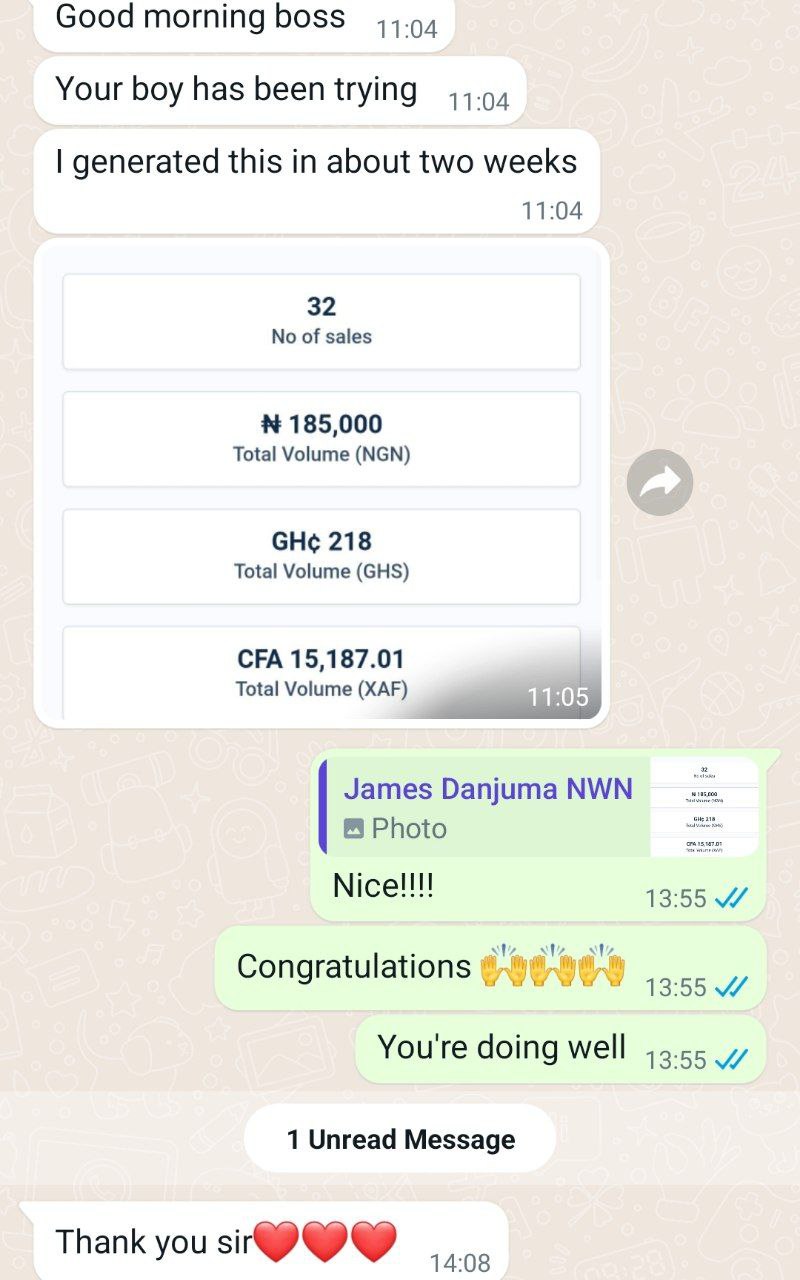 Good morning boss 11:04
Your boy has been trying 11:04
I generated this in about two weeks
11:04
32
No of sales
₦ 185,000
Total Volume (NGN)
GH¢ 218
Total Volume (GHS)
CFA 15,187.01
Total Volume (XAF)
11:05
James Danjuma NWN
Photo
32
No of sales
₦ 185,000
Total Volume (NGN)
GH¢ 218
Total Volume (GHS)
CFA 15,187.01
Total Volume (XAF)
Nice!!!! 13:55
Congratulations 🙌🙌🙌 13:55
You're doing well 13:55
1 Unread Message
Thank you sir❤️❤️❤️ 14:08